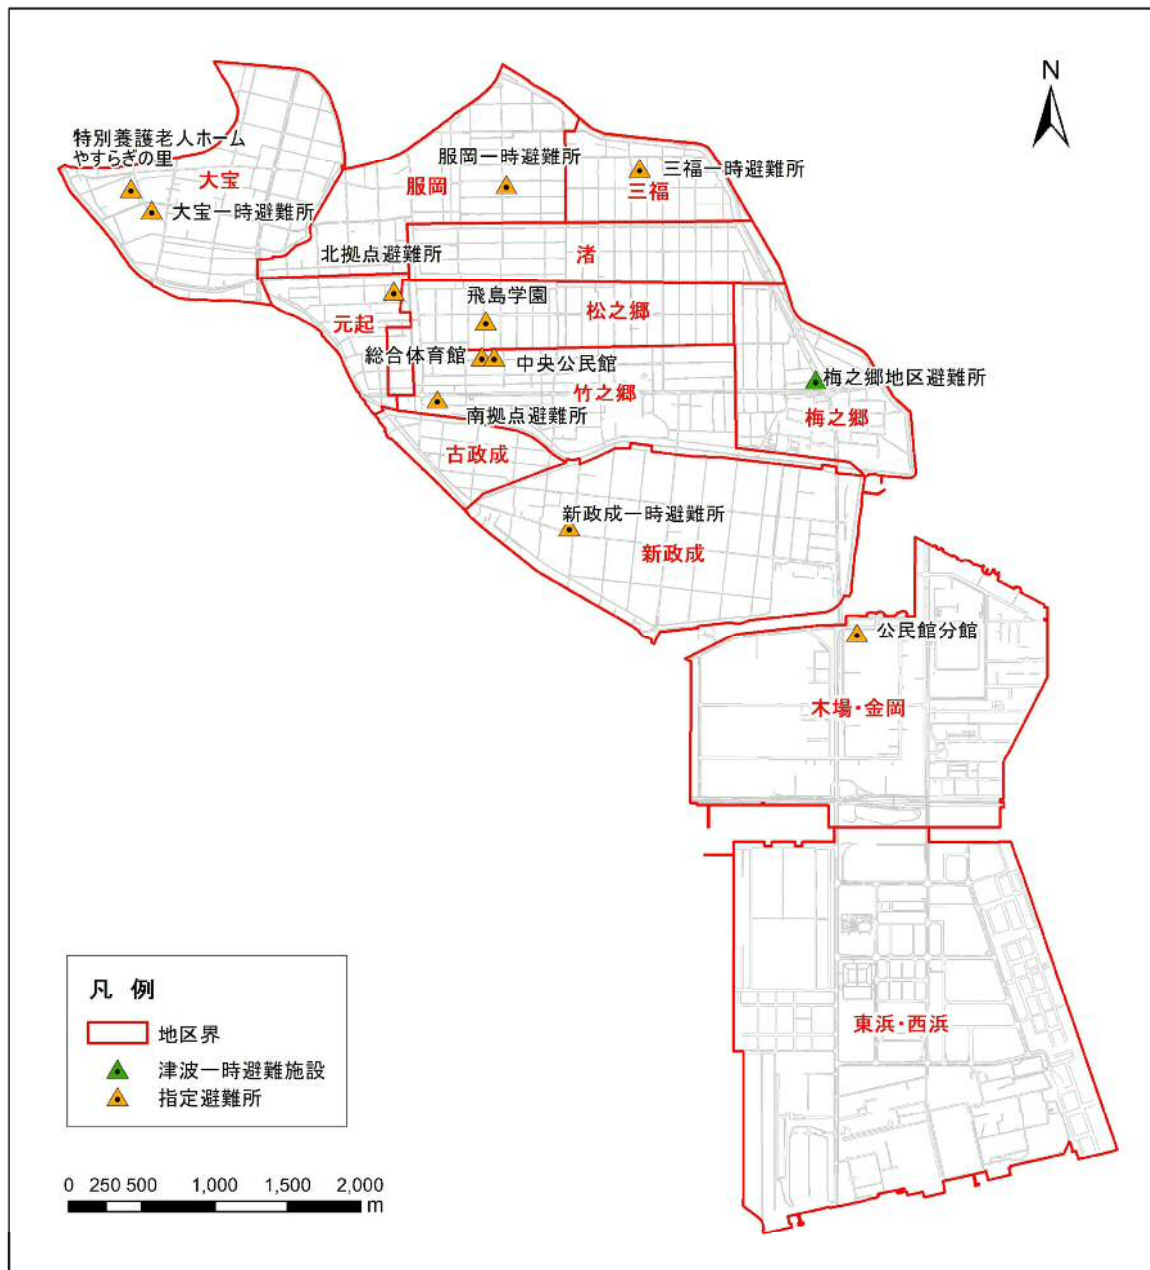 N
特別養護老人ホーム
やすらぎの里
大宝
大宝一時避難所
服岡一時避難所
服岡
三福一時避難所
三福
北拠点避難所
渚
飛島学園
松之郷
元起
総合体育館
中央公民館
竹之郷
梅之郷地区避難所
梅之郷
南拠点避難所
古政成
新政成一時避難所
新政成
公民館分館
木場・金岡
東浜・西浜
凡 例
地区界
津波一時避難施設
指定避難所
0 250 500 1,000 1,500 2,000
m